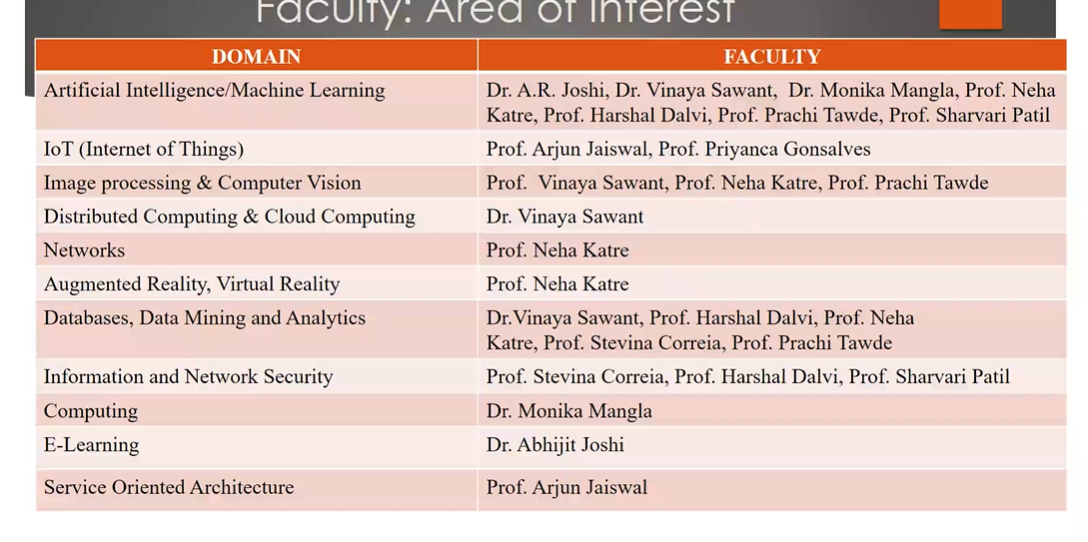 Faculty: Area of Interest
DOMAIN FACULTY
Artificial Intelligence/Machine Learning Dr. A.R. Joshi, Dr. Vinaya Sawant, Dr. Monika Mangla, Prof. Neha
Katre, Prof. Harshal Dalvi, Prof. Prachi Tawde, Prof. Sharvari Patil
IoT (Internet of Things) Prof. Arjun Jaiswal, Prof. Priyanca Gonsalves
Image processing & Computer Vision Prof. Vinaya Sawant, Prof. Neha Katre, Prof. Prachi Tawde
Distributed Computing & Cloud Computing Dr. Vinaya Sawant
Networks Prof. Neha Katre
Augmented Reality, Virtual Reality Prof. Neha Katre
Databases, Data Mining and Analytics Dr.Vinaya Sawant, Prof. Harshal Dalvi, Prof. Neha
Katre, Prof. Stevina Correia, Prof. Prachi Tawde
Information and Network Security Prof. Stevina Correia, Prof. Harshal Dalvi, Prof. Sharvari Patil
Computing Dr. Monika Mangla
E-Learning Dr. Abhijit Joshi
Service Oriented Architecture Prof. Arjun Jaiswal